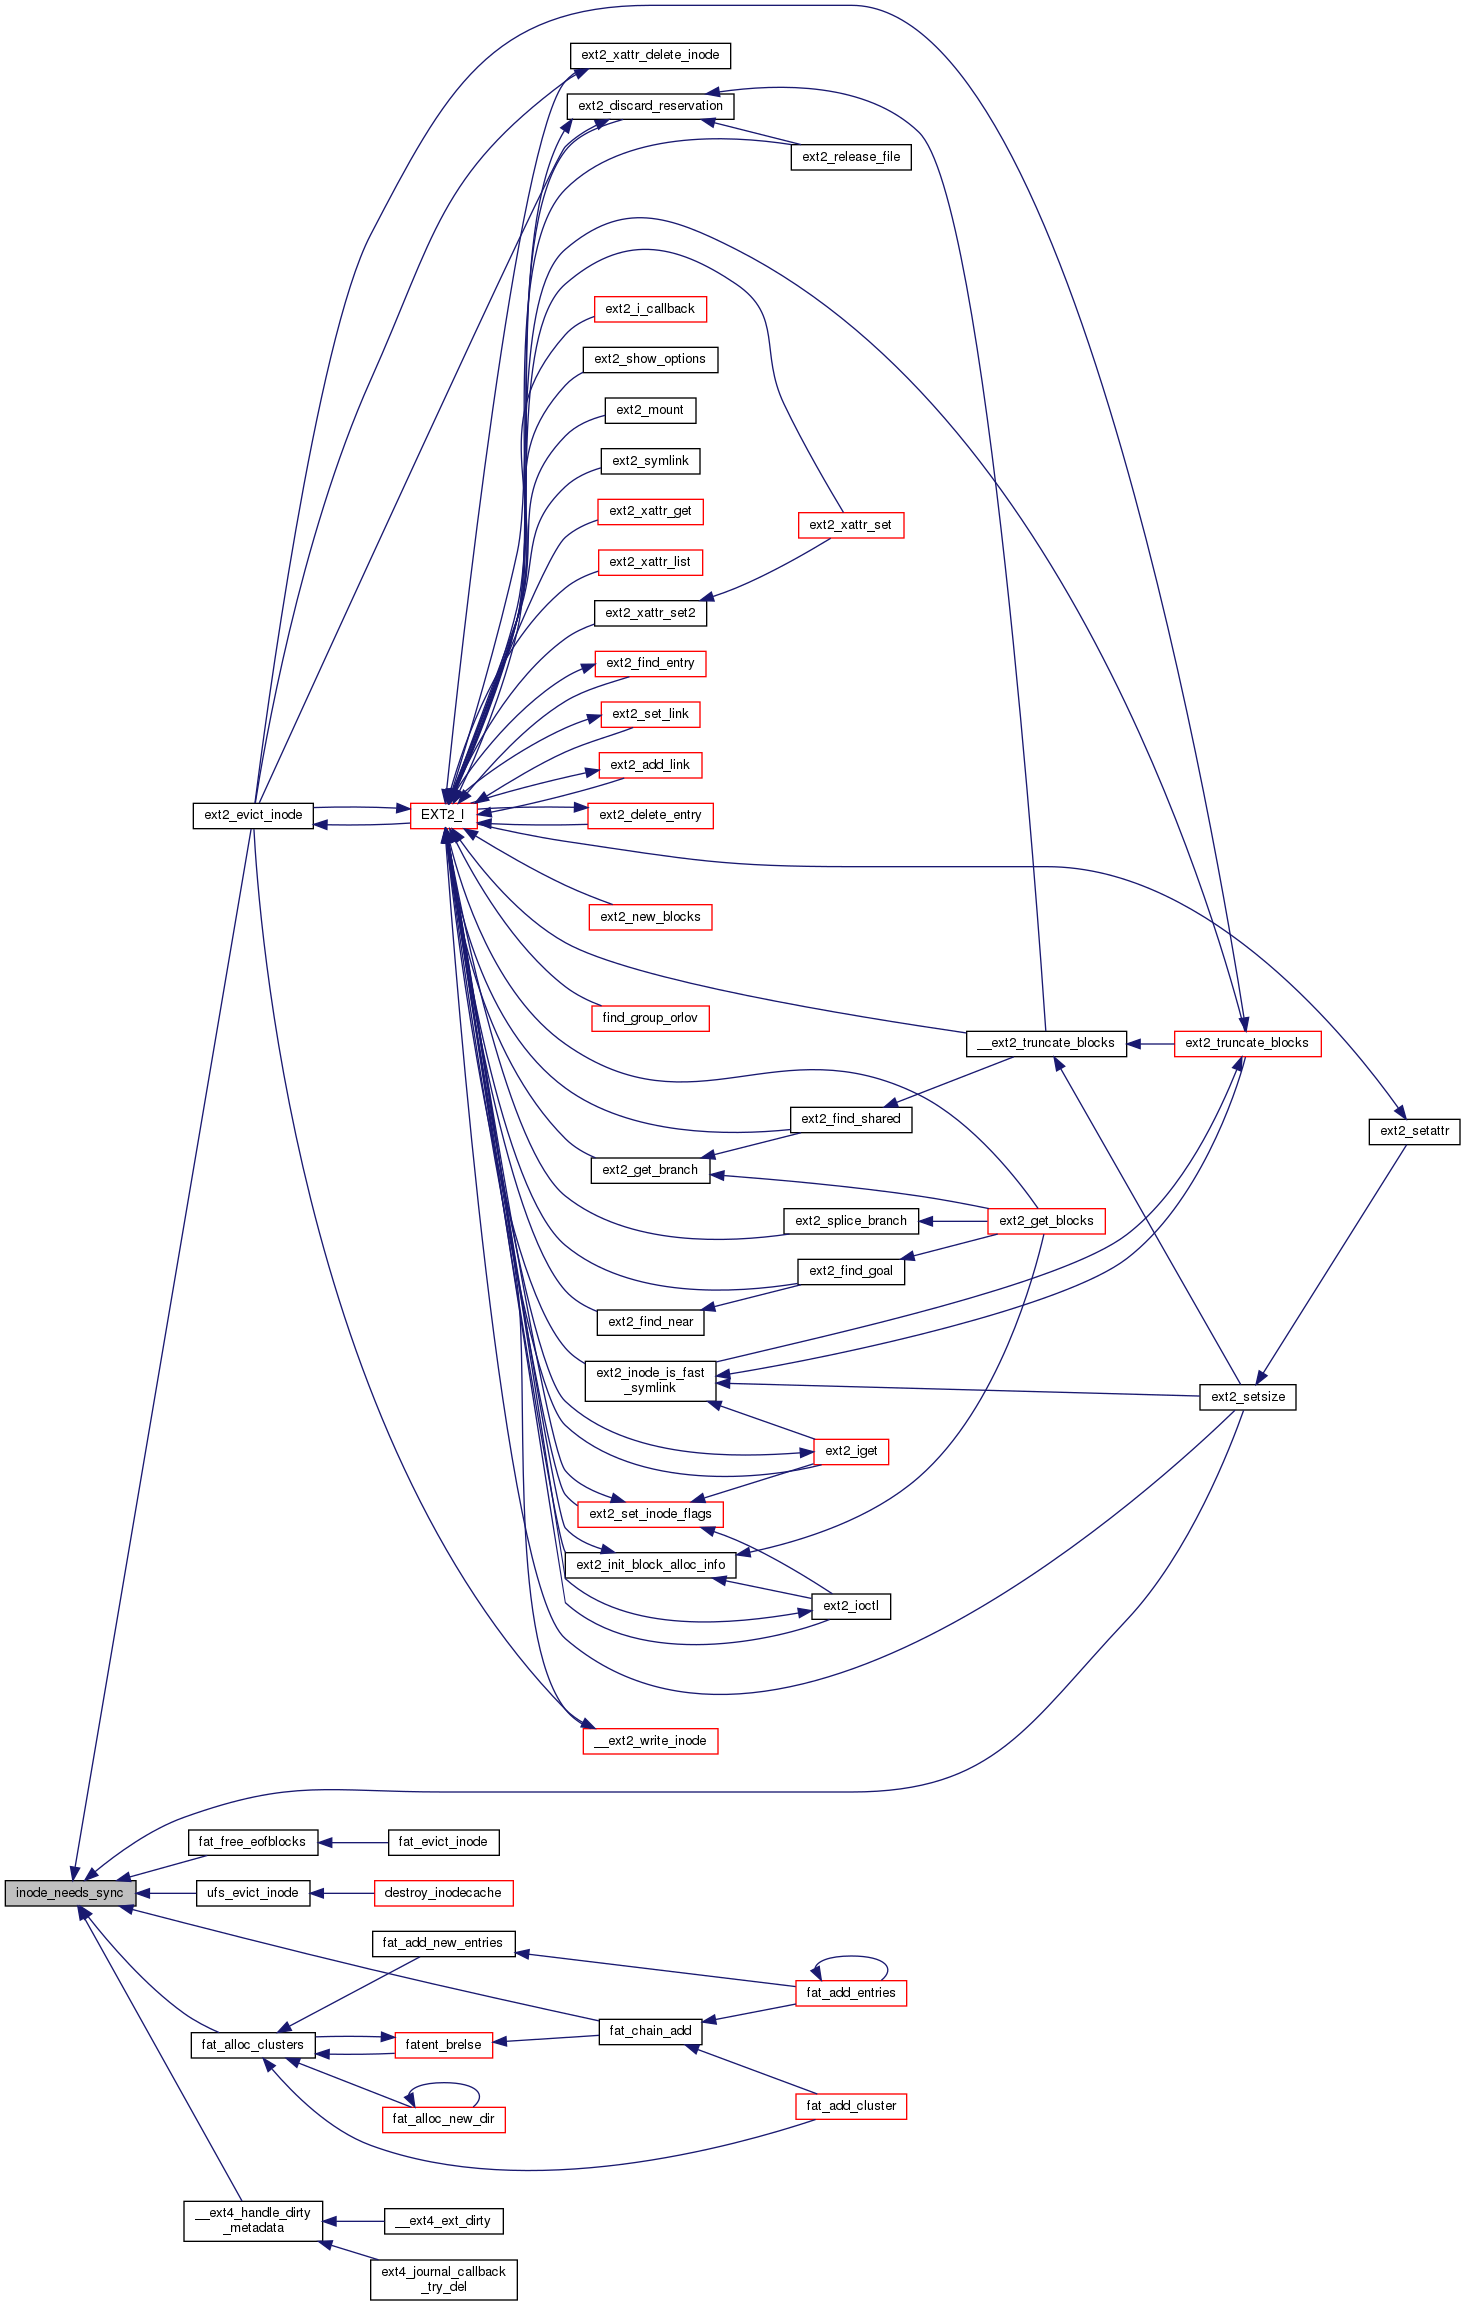 ext2_xattr_delete_inode
ext2_discard_reservation
ext2_release_file
ext2_i_callback
ext2_show_options
ext2_mount
ext2_symlink
ext2_xattr_get
ext2_xattr_set
ext2_xattr_list
ext2_xattr_set2
ext2_find_entry
ext2_set_link
ext2_add_link
ext2_evict_inode
EXT2_I
ext2_delete_entry
ext2_new_blocks
find_group_orlov
__ext2_truncate_blocks
ext2_truncate_blocks
ext2_find_shared
ext2_setattr
ext2_get_branch
ext2_splice_branch
ext2_get_blocks
ext2_find_goal
ext2_find_near
ext2_inode_is_fast
_symlink
ext2_setsize
ext2_iget
ext2_set_inode_flags
ext2_init_block_alloc_info
ext2_ioctl
__ext2_write_inode
fat_free_eofblocks
fat_evict_inode
inode_needs_sync
ufs_evict_inode
destroy_inodecache
fat_add_new_entries
fat_add_entries
fat_chain_add
fat_alloc_clusters
fatent_brelse
fat_add_cluster
fat_alloc_new_dir
__ext4_handle_dirty
_metadata
__ext4_ext_dirty
ext4_journal_callback
_try_del